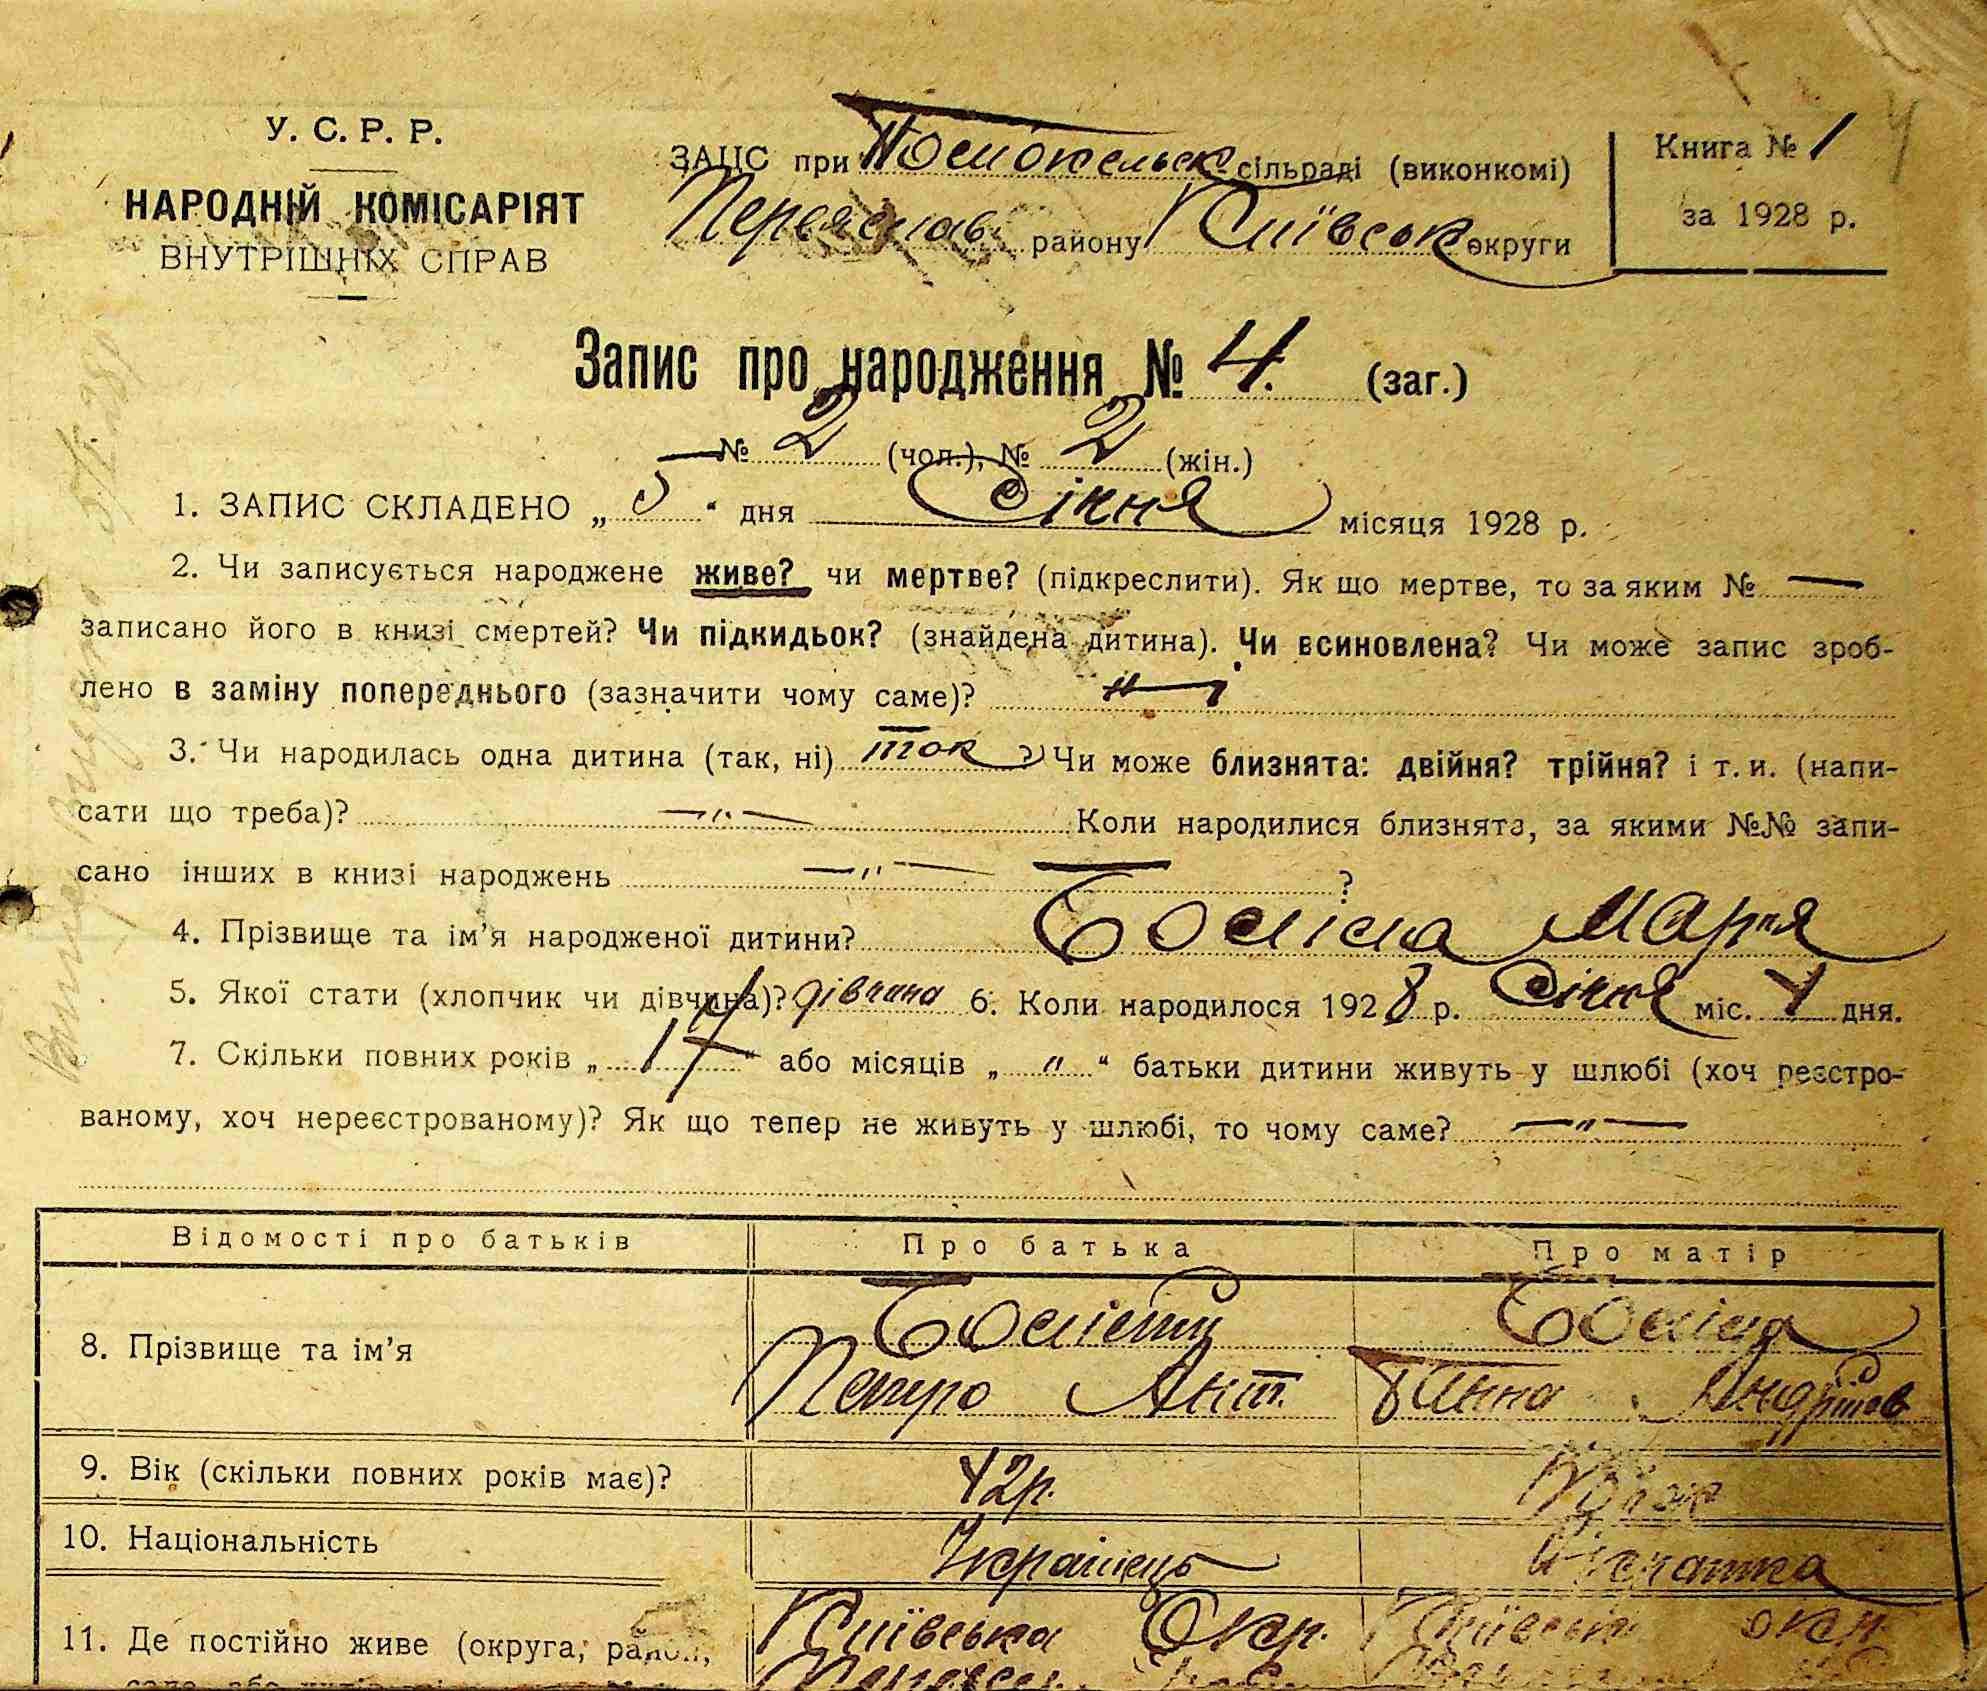 У. С. Р. Р.
НАРОДНІЙ КОМІСАРІЯТ
ВНУТРІШНІХ СПРАВ
ЗАЦС при сільраді (виконкомі)
Переяслав. району Київськ округи
Книга № 1
за 1928 р.
Запис про народження № 4. (заг.)
№ 2 (чол.), № 2 (жін.)
1. ЗАПИС СКЛАДЕНО „ 5 “ дня Січня місяця 1928 р.
2. Чи записується народжене живе? чи мертве? (підкреслити). Як що мертве, то за яким № —
записано його в книзі смертей? Чи підкидьок? (знайдена дитина). Чи всиновлена? Чи може запис зроб-
лено в заміну попереднього (зазначити чому саме)?
3. Чи народилась одна дитина (так, ні) так ? Чи може близнята: двійня? трійня? і т. и. (напи-
сати що треба)? —„— Коли народилися близнята, за якими №№ запи-
сано інших в книзі народжень —„— ?
4. Прізвище та ім’я народженої дитини? Марія
5. Якої стати (хлопчик чи дівчина)? дівчина 6. Коли народилося 1928 р. Січня міс. 4 дня.
7. Скільки повних років „ 17 “ або місяців „ „ “ батьки дитини живуть у шлюбі (хоч реєстро-
ваному, хоч нереєстрованому)? Як що тепер не живуть у шлюбі, то чому саме? —„—
Відомості про батьків Про батька Про матір
8. Прізвище та ім’я
Петро Ант. Ганна
9. Вік (скільки повних років має)? 42р.
10. Національність Українець Українка
11. Де постійно живе (округа, район, Київська Окр. Київськ окр.